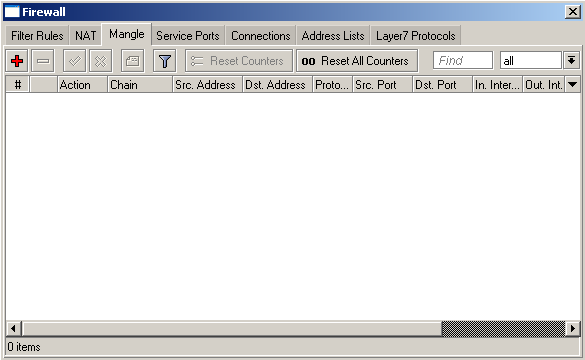 Firewall
Filter Rules NAT Mangle Service Ports Connections Address Lists Layer7 Protocols
Reset Counters 00 Reset All Counters Find all
# Action Chain Src. Address Dst. Address Proto... Src. Port Dst. Port In. Inter... Out. Int.
0 items